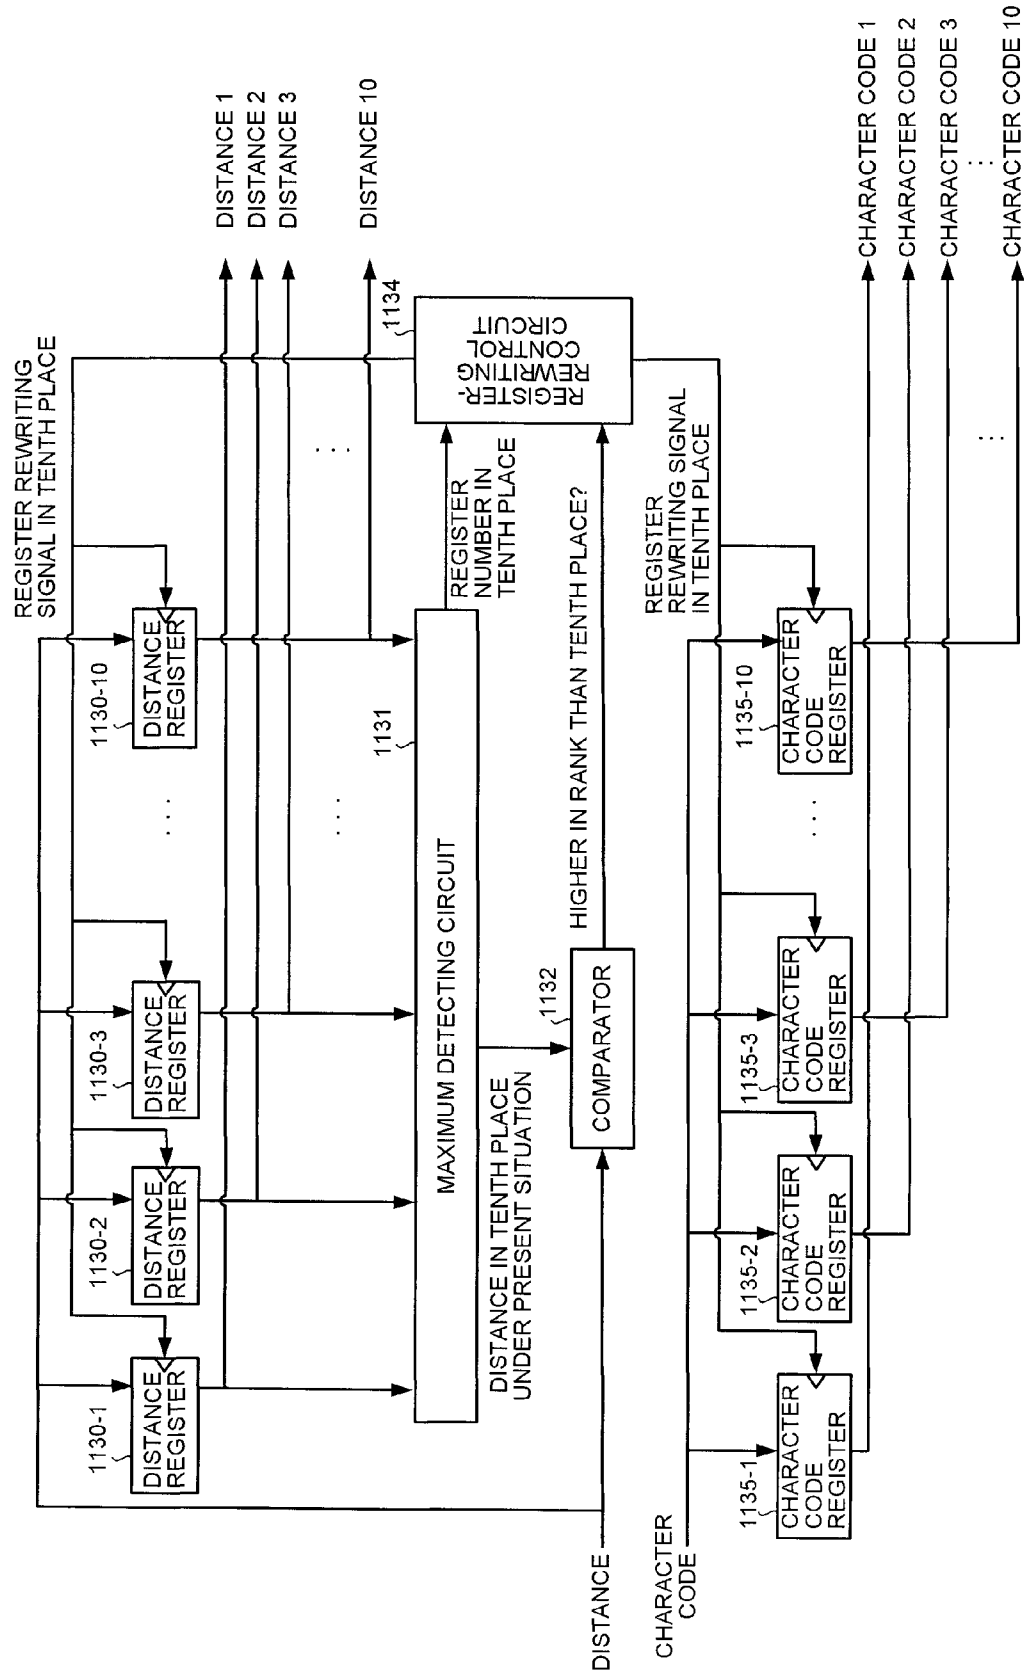 REGISTER REWRITING
SIGNAL IN TENTH PLACE
1130-1
DISTANCE
REGISTER
1130-2
DISTANCE
REGISTER
1130-3
DISTANCE
REGISTER
. . .
1130-10
DISTANCE
REGISTER
DISTANCE 1
DISTANCE 2
DISTANCE 3
. . .
. . .
DISTANCE 10
1131
MAXIMUM DETECTING CIRCUIT
REGISTER
NUMBER IN
TENTH PLACE
1134
REGISTER-
REWRITING
CONTROL
CIRCUIT
DISTANCE IN TENTH PLACE
UNDER PRESENT SITUATION
1132
COMPARATOR
HIGHER IN RANK THAN TENTH PLACE?
DISTANCE
REGISTER
REWRITING SIGNAL
IN TENTH PLACE
CHARACTER
CODE
1135-1
CHARACTER
CODE
REGISTER
1135-2
CHARACTER
CODE
REGISTER
1135-3
CHARACTER
CODE
REGISTER
. . .
1135-10
CHARACTER
CODE
REGISTER
CHARACTER CODE 1
CHARACTER CODE 2
CHARACTER CODE 3
. . .
. . .
CHARACTER CODE 10